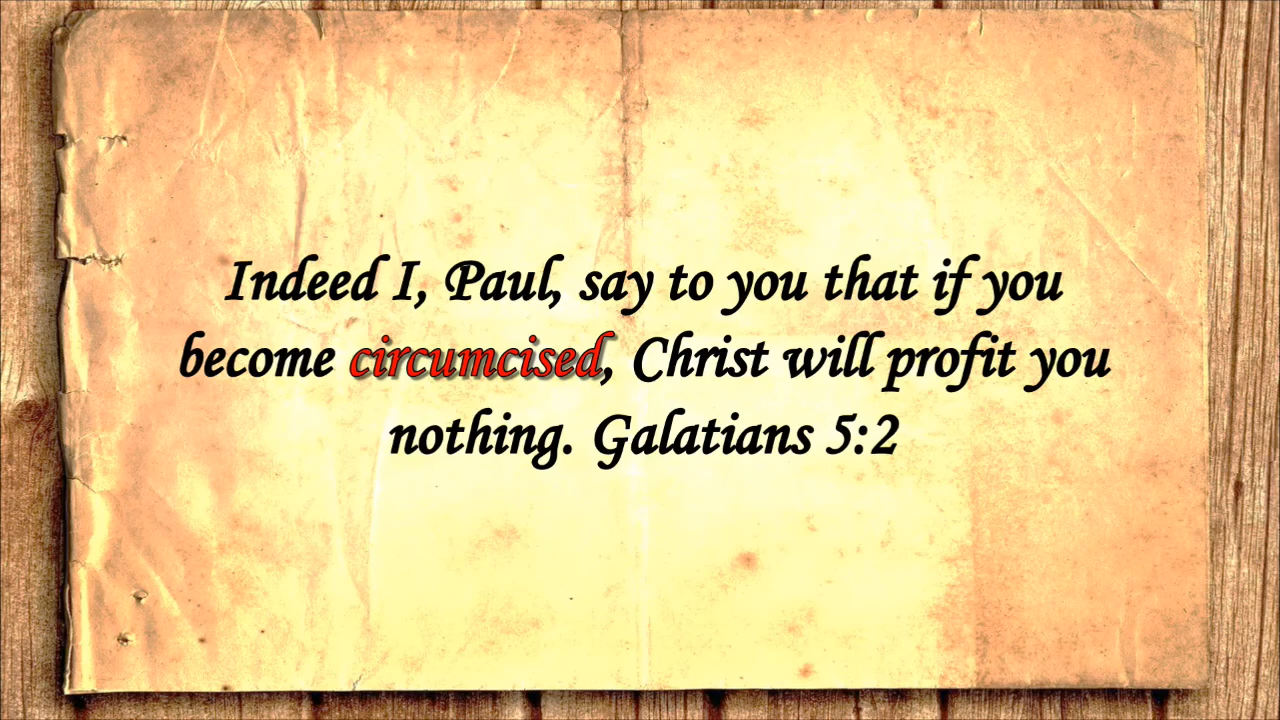 Indeed I, Paul, say to you that if you
become circumcised, Christ will profit you
nothing. Galatians 5:2